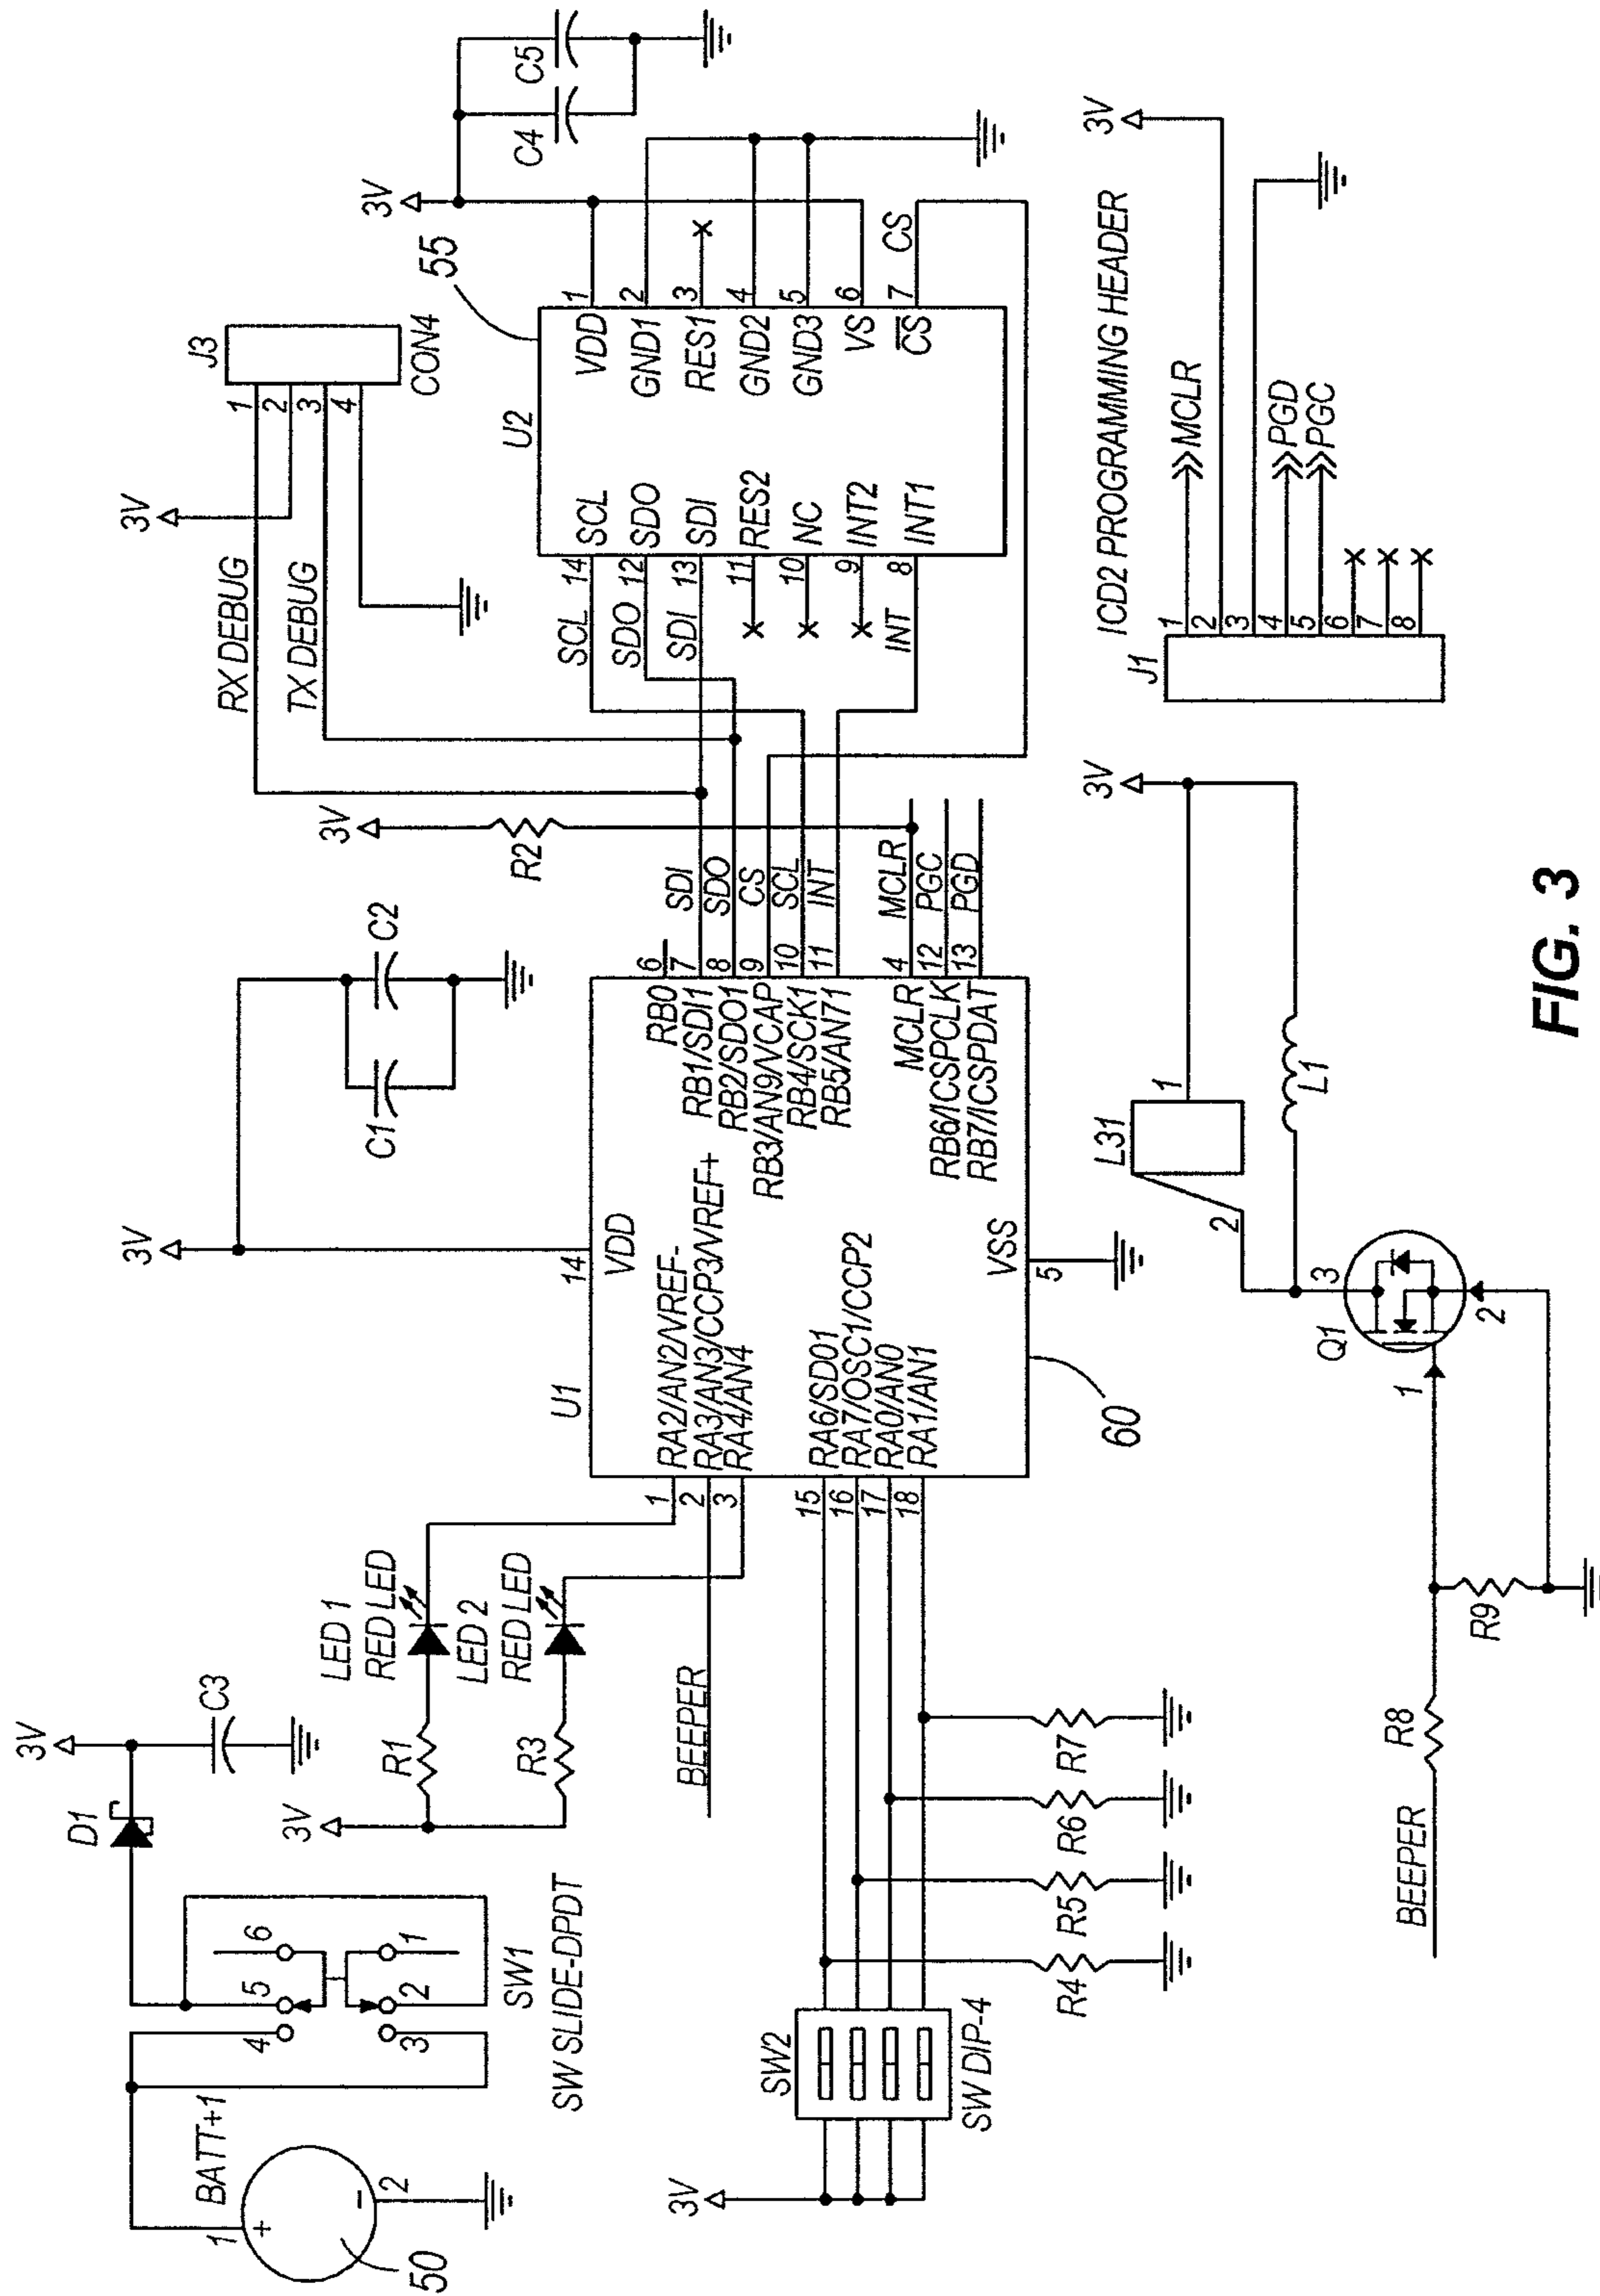 BATT+1
1
+
-
2
50
4
5
6
3
2
1
SW1
SW SLIDE-DPDT
D1
3V
C3
3V
R1
R3
LED 1
RED LED
LED 2
RED LED
BEEPER
3V
SW2
SW DIP-4
R4
R5
R6
R7
U1
1
2
3
RA2/AN2/VREF-
RA3/AN3/CCP3/VREF+
RA4/AN4
15
16
17
18
RA6/SD01
RA7/OSC1/CCP2
RA0/AN0
RA1/AN1
60
3V
14
VDD
VSS
5
C1
C2
RB0
RB1/SDI1
RB2/SDO1
RB3/AN9/VCAP
RB4/SCK1
RB5/AN71
MCLR
RB6/ICSPCLK
RB7/ICSPDAT
6
7
8
9
10
11
4
12
13
SDI
SDO
CS
SCL
INT
MCLR
PGC
PGD
3V
R2
RX DEBUG
TX DEBUG
3V
J3
1
2
3
4
CON4
55
U2
SCL
SDO
SDI
INT
14
12
13
11
10
9
8
SCL
SDO
SDI
RES2
NC
INT2
INT1
VDD
GND1
RES1
GND2
GND3
VS
CS
1
2
3
4
5
6
7
CS
3V
C4
C5
BEEPER
R8
R9
1
Q1
3
2
L31
2
1
L1
3V
J1
1
2
3
4
5
6
7
8
ICD2 PROGRAMMING HEADER
MCLR
PGD
PGC
3V
FIG. 3